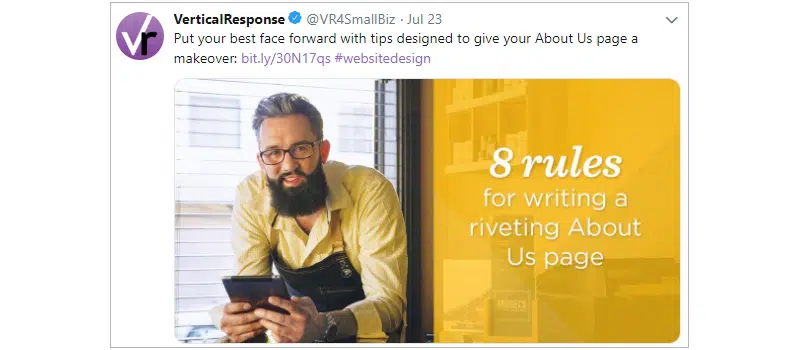 VerticalResponse @VR4SmallBiz · Jul 23
Put your best face forward with tips designed to give your About Us page a
makeover: bit.ly/30N17qs #websitedesign
vr
8 rules
for writing a
riveting About
Us page